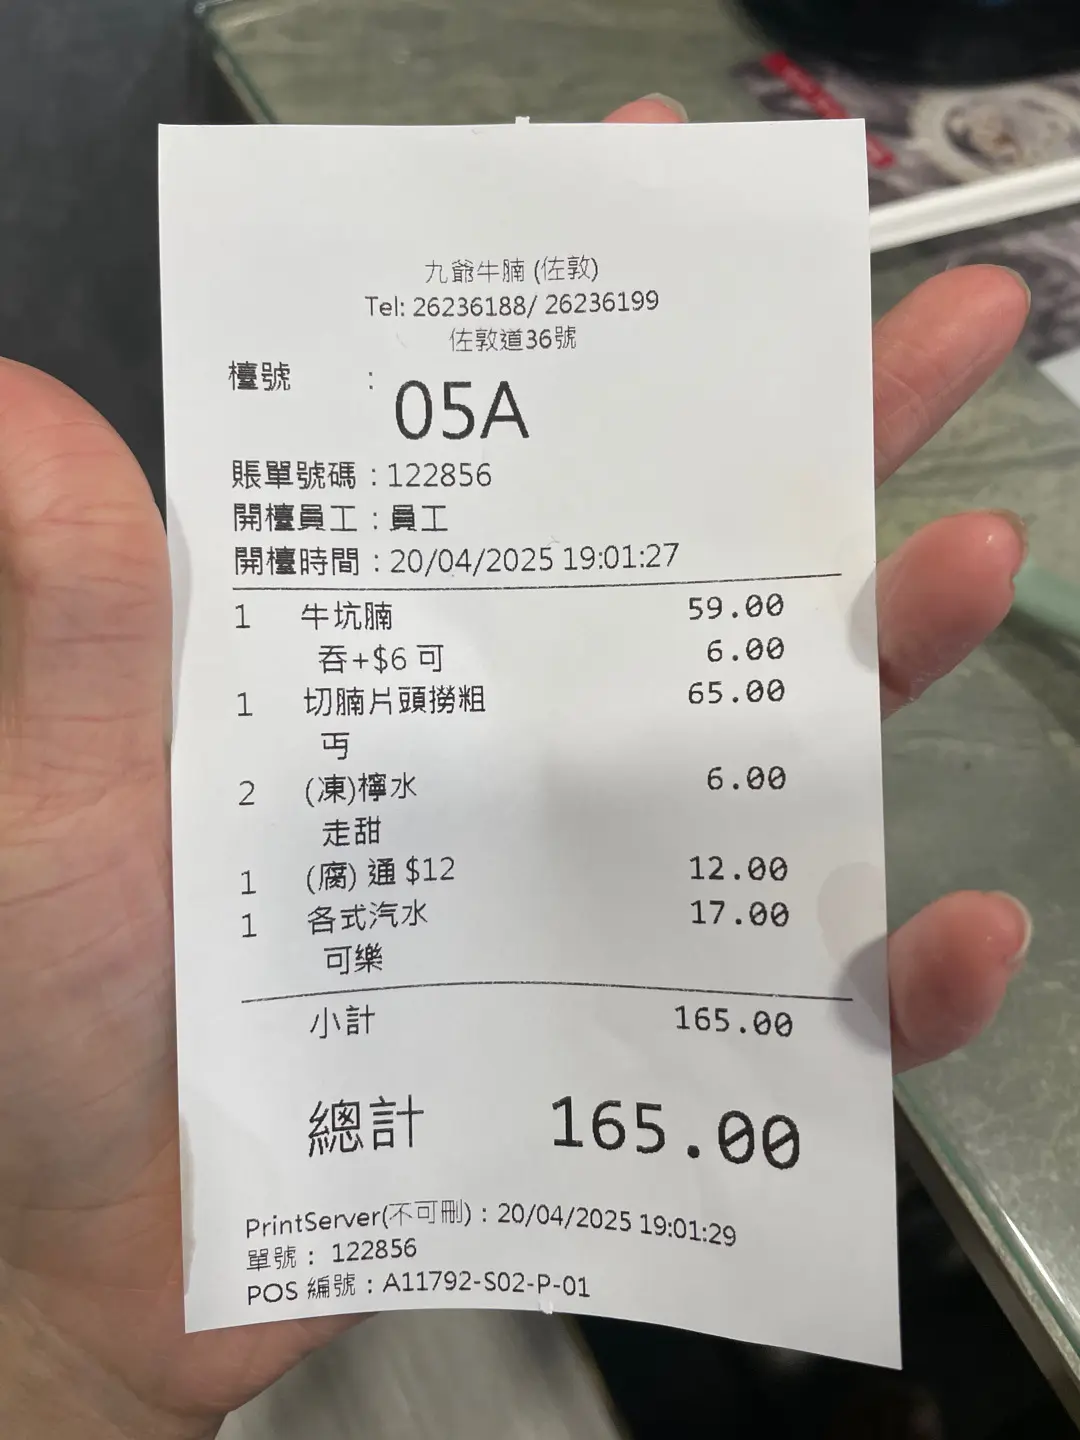 九爺牛腩 (佐敦)
Tel: 26236188/ 26236199
佐敦道36號
檯號 : 05A
賬單號碼 : 122856
開檯員工 : 員工
開檯時間 : 20/04/2025 19:01:27
1 牛坑腩 59.00
吞+$6 可 6.00
1 切腩片頭撈粗 65.00
丐
2 (凍)檸水 6.00
走甜
1 (腐) 通 $12 12.00
1 各式汽水 17.00
可樂
小計 165.00
總計 165.00
PrintServer(不可刪) : 20/04/2025 19:01:29
單號 : 122856
POS 編號 : A11792-S02-P-01